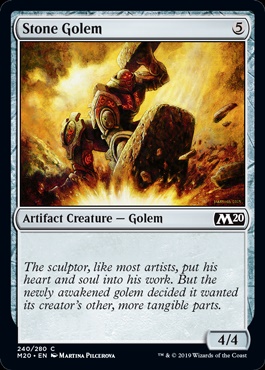 Stone Golem 5
Artifact Creature — Golem M20
The sculptor, like most artists, put his
heart and soul into his work. But the
newly awakened golem decided it wanted
its creator's other, more tangible parts.
4/4
240/280 C
M20 • EN Martina Pilcerova ™ & © 2019 Wizards of the Coast